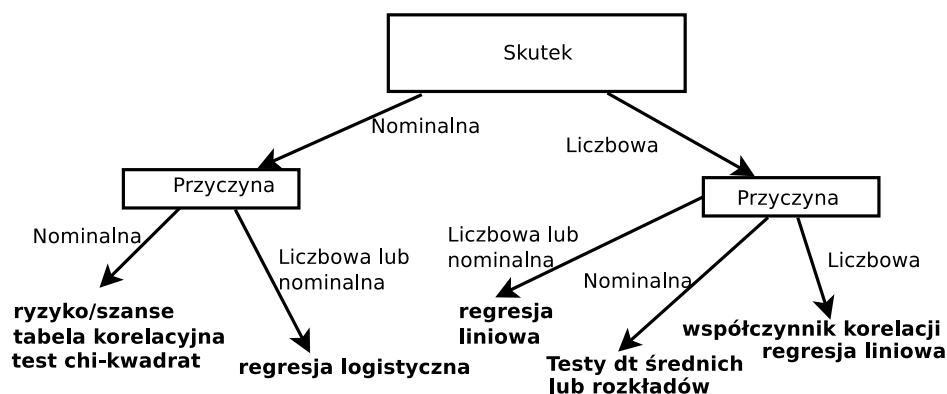 Skutek
Nominalna
Liczbowa
Przyczyna
Przyczyna
Nominalna
Liczbowa lub
nominalna
Liczbowa lub
nominalna
Nominalna
Liczbowa
ryzyko/szanse
tabela korelacyjna
test chi-kwadrat
regresja logistyczna
regresja
liniowa
Testy dt średnich
lub rozkładów
współczynnik korelacji
regresja liniowa